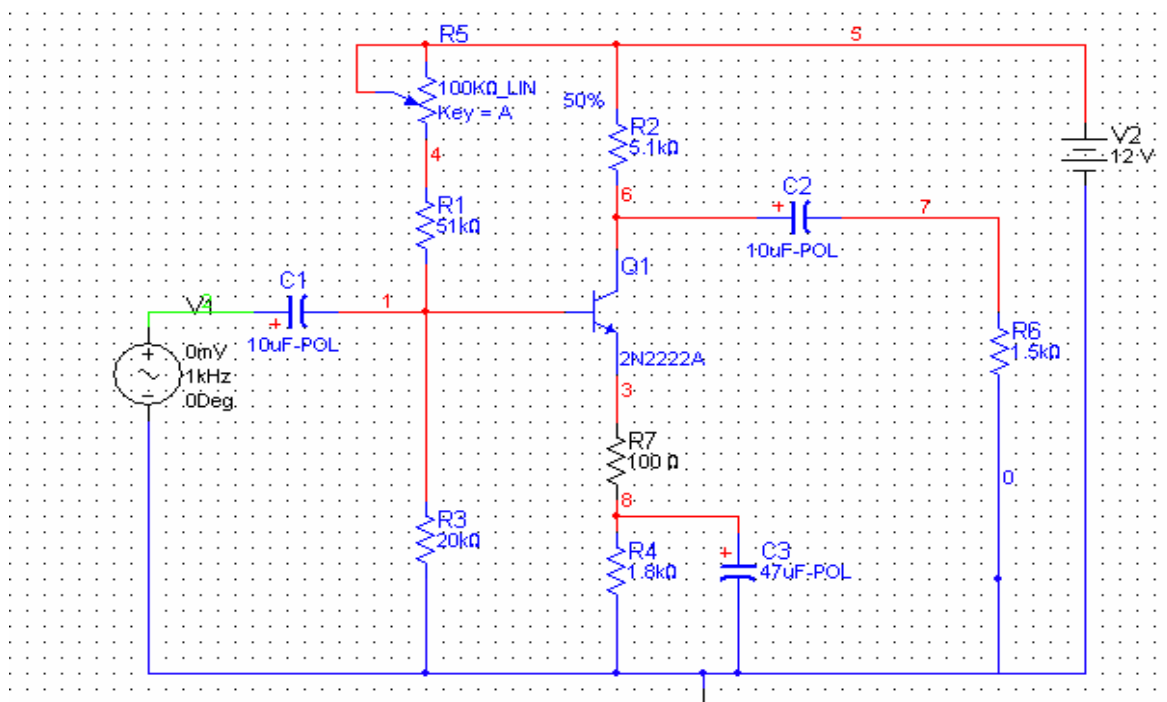 R5
5
100KΩ_LIN
Key = A
50%
R2
5.1kΩ
V2
12 V
4
6
C2
+
7
10uF-POL
R1
51kΩ
Q1
C1
V1
1
+
10uF-POL
2N2222A
R6
1.5kΩ
+
0mV
1kHz
0Deg
3
R7
100 Ω
8
0
R3
20kΩ
R4
1.8kΩ
+
C3
47uF-POL